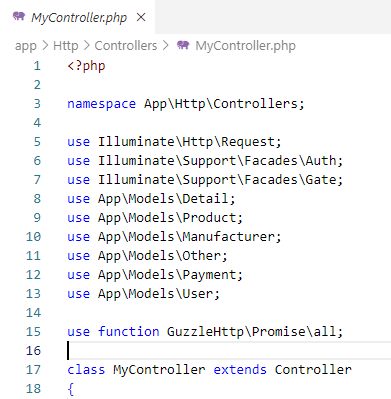 MyController.php ×
app > Http > Controllers > MyController.php
1 <?php
2
3 namespace App\Http\Controllers;
4
5 use Illuminate\Http\Request;
6 use Illuminate\Support\Facades\Auth;
7 use Illuminate\Support\Facades\Gate;
8 use App\Models\Detail;
9 use App\Models\Product;
10 use App\Models\Manufacturer;
11 use App\Models\Other;
12 use App\Models\Payment;
13 use App\Models\User;
14
15 use function GuzzleHttp\Promise\all;
16
17 class MyController extends Controller
18 {